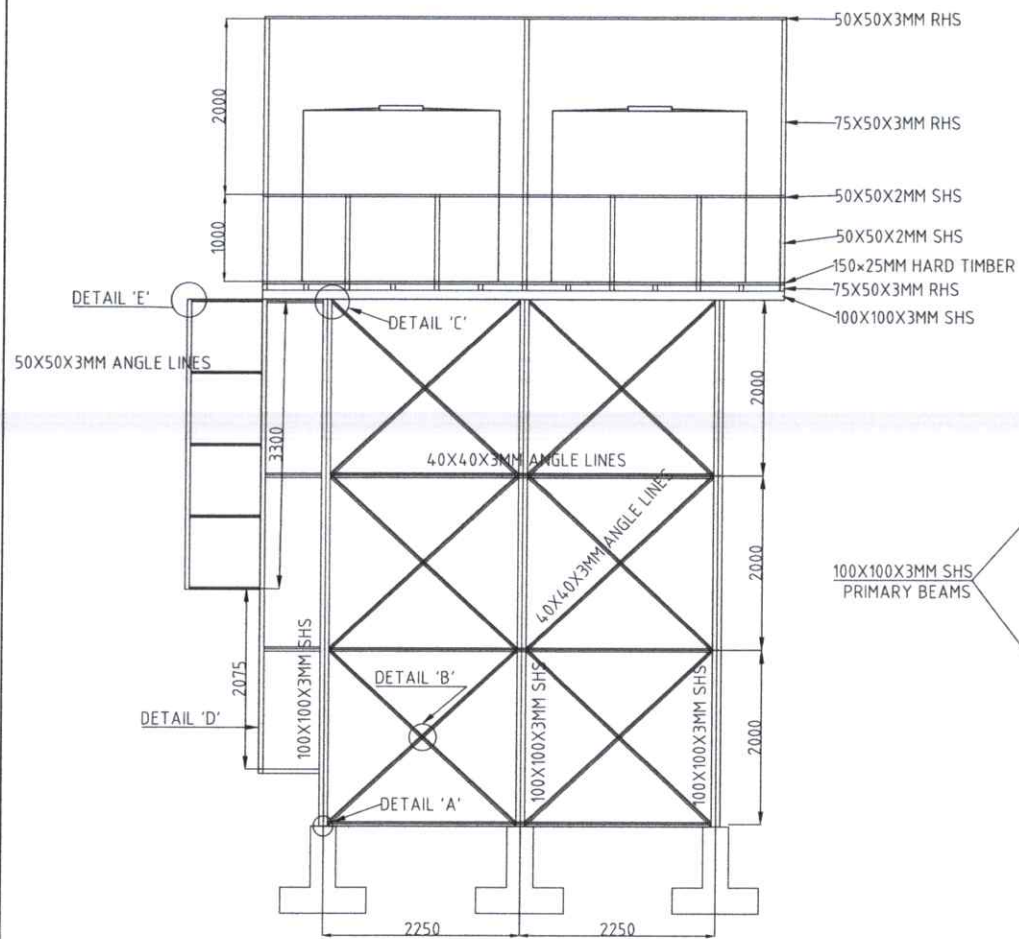 50X50X3MM RHS
2000
75X50X3MM RHS
50X50X2MM SHS
1000
50X50X2MM SHS
150×25MM HARD TIMBER
75X50X3MM RHS
100X100X3MM SHS
DETAIL 'E'
DETAIL 'C'
50X50X3MM ANGLE LINES
2000
3300
40X40X3MM ANGLE LINES
40X40X3MM ANGLE LINES
2000
100X100X3MM SHS
PRIMARY BEAMS
2075
100X100X3MM SHS
DETAIL 'B'
100X100X3MM SHS
100X100X3MM SHS
2000
DETAIL 'D'
DETAIL 'A'
2250
2250